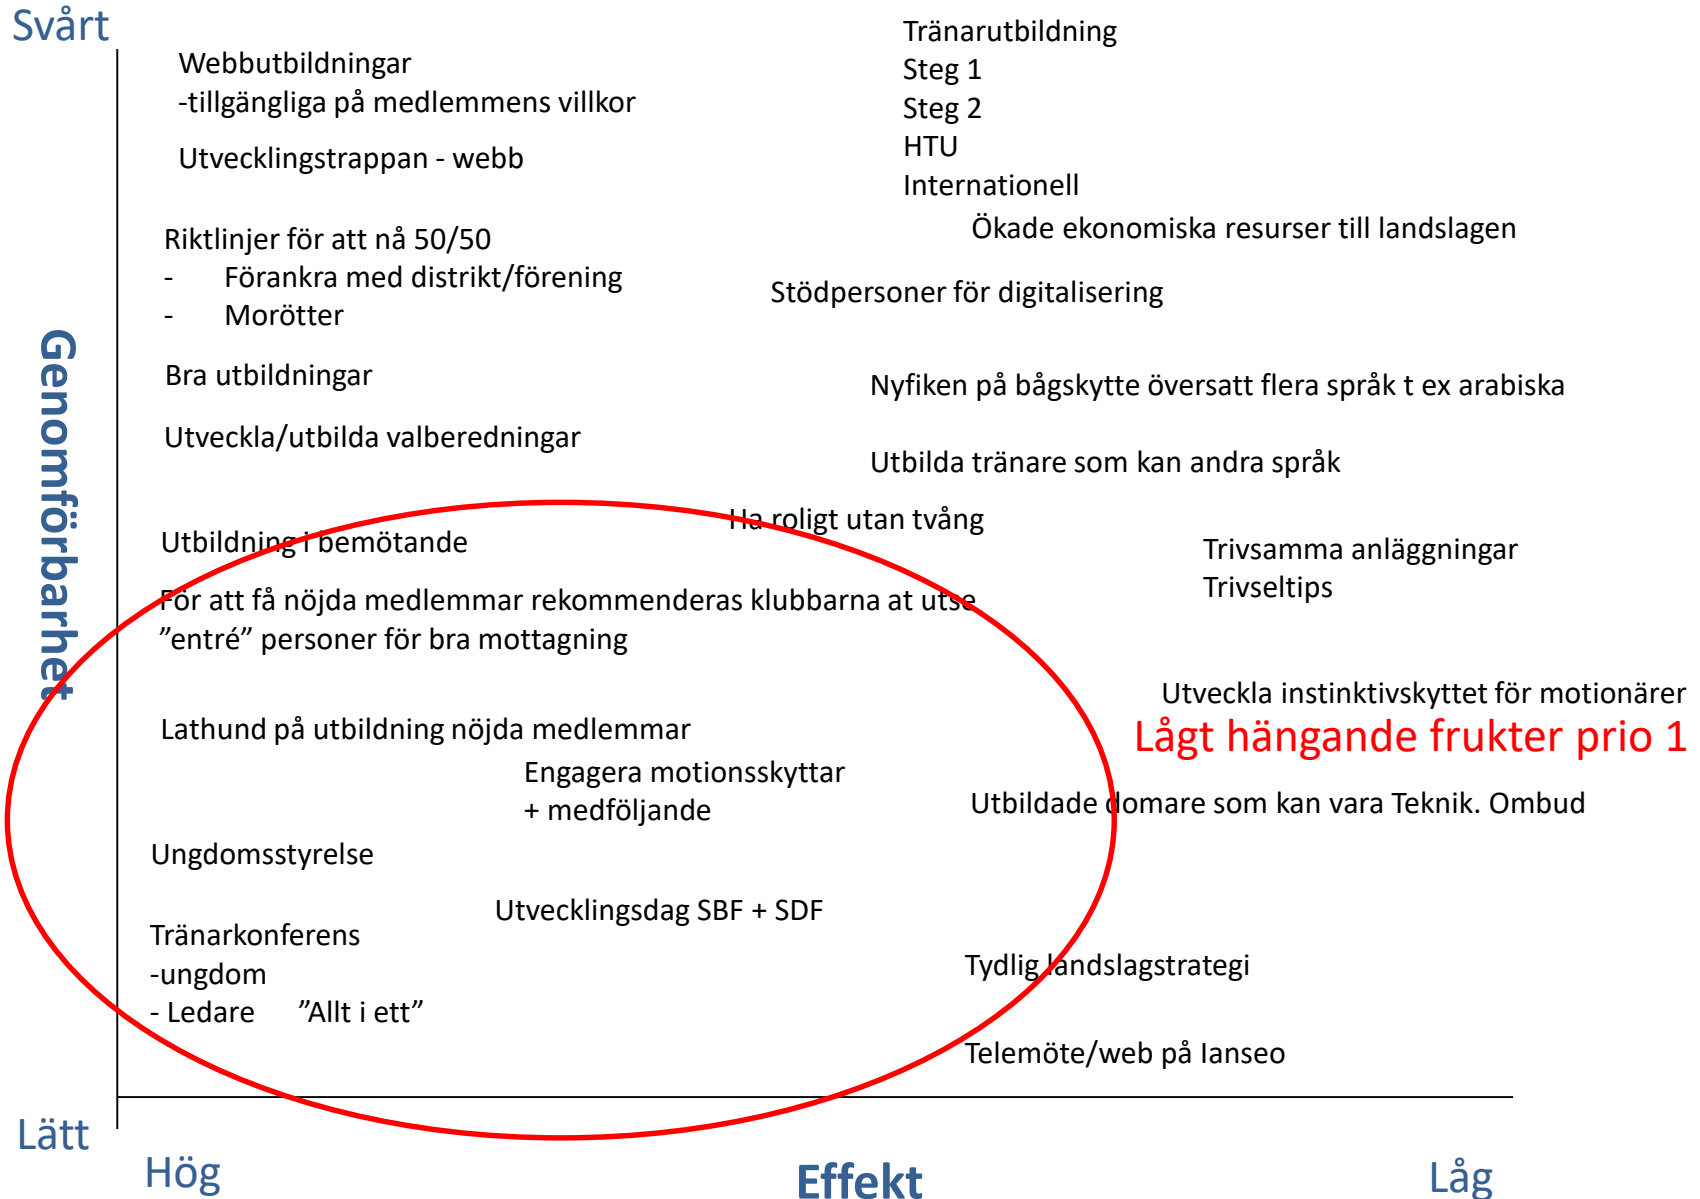 Svårt
Webbutbildningar
-tillgängliga på medlemmens villkor
Utvecklingstrappan - webb
Riktlinjer för att nå 50/50
- Förankra med distrikt/förening
- Morötter
Bra utbildningar
Utveckla/utbilda valberedningar
Utbildning i bemötande
För att få nöjda medlemmar rekommenderas klubbarna at utse
”entré” personer för bra mottagning
Lathund på utbildning nöjda medlemmar
Engagera motionsskyttar
+ medföljande
Ungdomsstyrelse
Utvecklingsdag SBF + SDF
Tränarkonferens
-ungdom
- Ledare ”Allt i ett”
Tränarutbildning
Steg 1
Steg 2
HTU
Internationell
Ökade ekonomiska resurser till landslagen
Stödpersoner för digitalisering
Nyfiken på bågskytte översatt flera språk t ex arabiska
Utbilda tränare som kan andra språk
Ha roligt utan tvång
Trivsamma anläggningar
Trivseltips
Utveckla instinktivskyttet för motionärer
Lågt hängande frukter prio 1
Utbildade domare som kan vara Teknik. Ombud
Tydlig landslagstrategi
Telemöte/web på Ianseo
Genomförbarhet
Lätt
Hög
Effekt
Låg